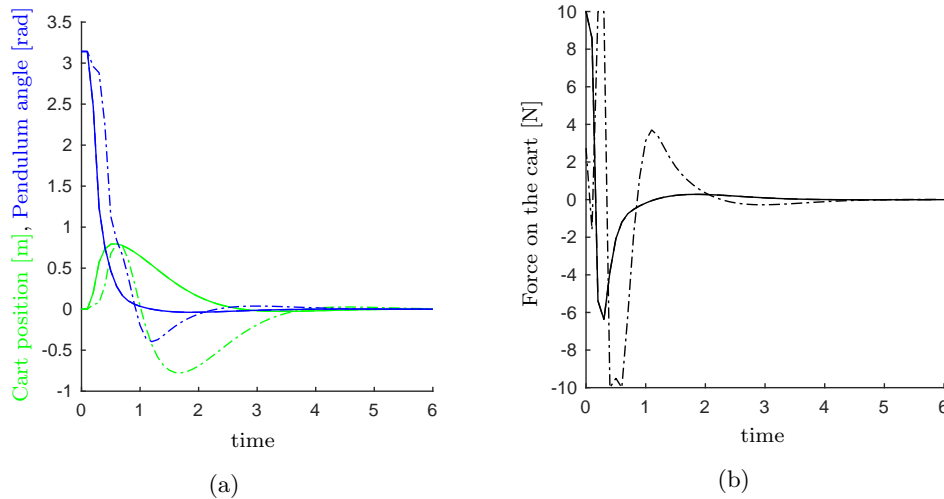 Cart position [m], Pendulum angle [rad]
3.5
3
2.5
2
1.5
1
0.5
0
-0.5
-1
0 1 2 3 4 5 6
time
(a)
Force on the cart [N]
10
8
6
4
2
0
-2
-4
-6
-8
-10
0 1 2 3 4 5 6
time
(b)